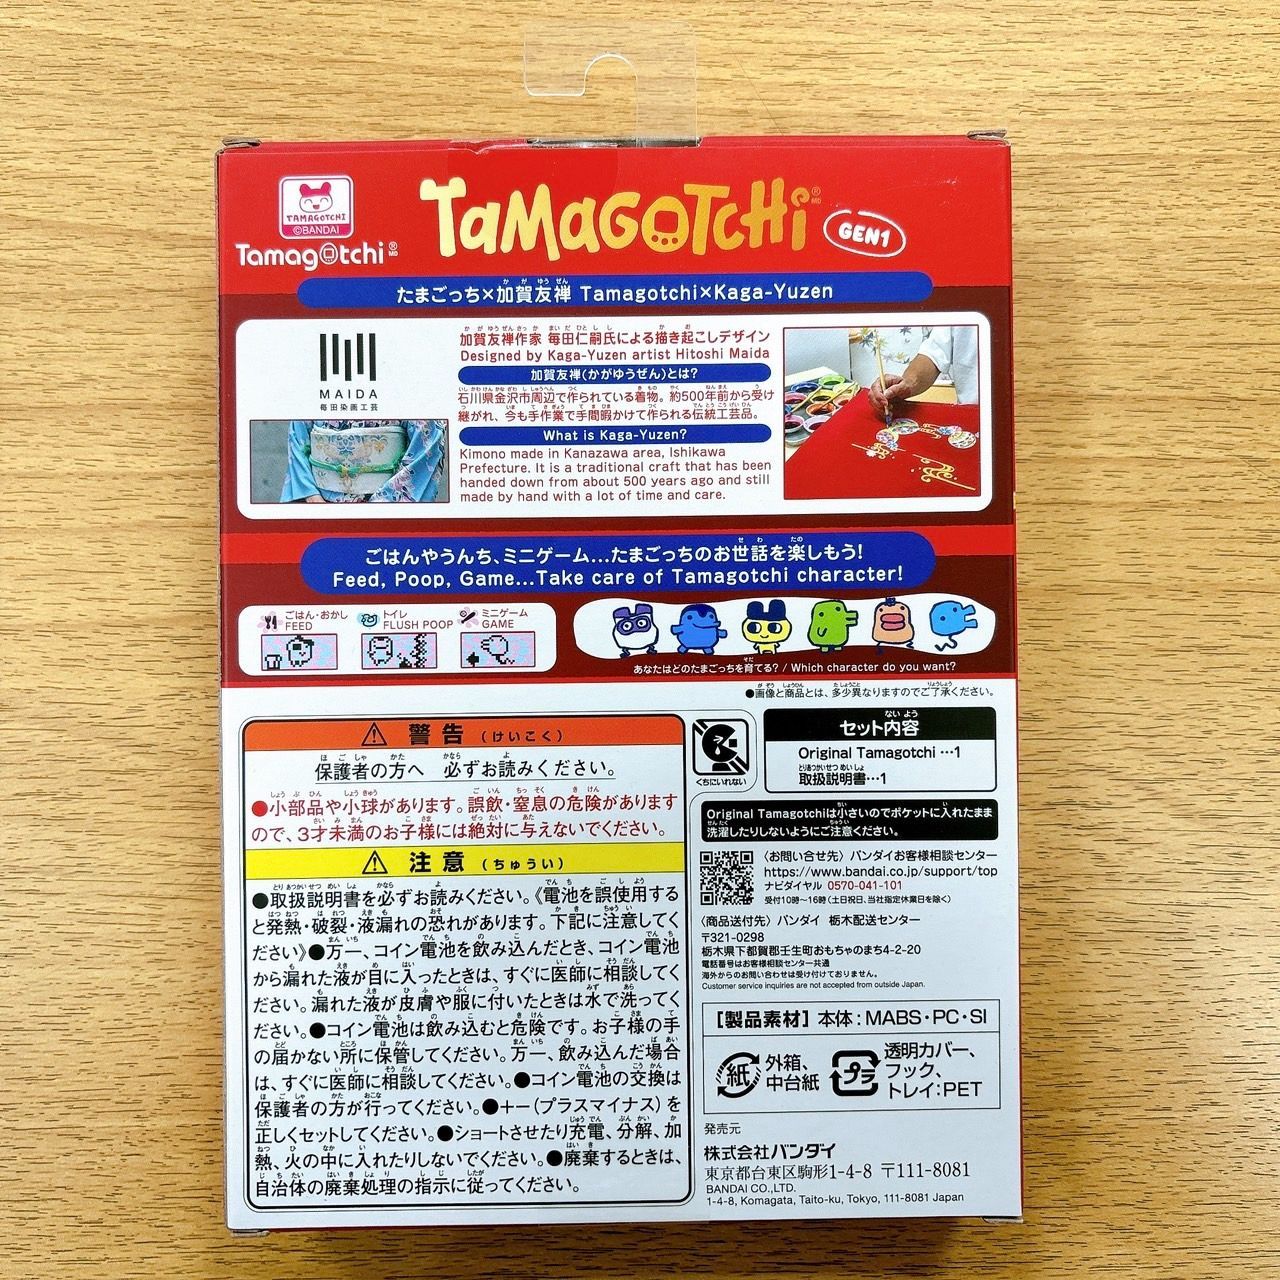 TAMAGOTCHI
©BANDAI
Tamagotchi®
TAMAGOTCHI®
GEN1
たまごっち×加賀友禅 Tamagotchi×Kaga-Yuzen
MAIDA
毎田染画工芸
加賀友禅作家 毎田仁嗣氏による描き起こしデザイン
Designed by Kaga-Yuzen artist Hitoshi Maida
加賀友禅(かがゆうぜん)とは?
石川県金沢市周辺で作られている着物。約500年前から受け
継がれ、今も手作業で手間暇かけて作られる伝統工芸品。
What is Kaga-Yuzen?
Kimono made in Kanazawa area, Ishikawa
Prefecture. It is a traditional craft that has been
handed down from about 500 years ago and still
made by hand with a lot of time and care.
ごはんやうんち、ミニゲーム...たまごっちのお世話を楽しもう!
Feed, Poop, Game...Take care of Tamagotchi character!
ごはん・おかし
FEED
トイレ
FLUSH POOP
ミニゲーム
GAME
あなたはどのたまごっちを育てる? / Which character do you want?
●画像と商品とは、多少異なりますのでご了承ください。
警告(けいこく)
保護者の方へ 必ずお読みください。
●小部品や小球があります。誤飲・窒息の危険があります
ので、3才未満のお子様には絶対に与えないでください。
注意(ちゅうい)
●取扱説明書を必ずお読みください。《電池を誤使用する
と発熱・破裂・液漏れの恐れがあります。下記に注意してく
ださい》●万一、コイン電池を飲み込んだとき、コイン電池
から漏れた液が目に入ったときは、すぐに医師に相談してく
ださい。漏れた液が皮膚や服に付いたときは水で洗ってく
ださい。●コイン電池は飲み込むと危険です。お子様の手
の届かない所に保管してください。万一、飲み込んだ場合
は、すぐに医師に相談してください。●コイン電池の交換は
保護者の方が行ってください。●+−(プラスマイナス)を
正しくセットしてください。●ショートさせたり充電、分解、加
熱、火の中に入れたりしないでください。●廃棄するときは、
自治体の廃棄処理の指示に従ってください。
くちにいれない
セット内容
Original Tamagotchi …1
取扱説明書…1
Original Tamagotchiは小さいのでポケットに入れたまま
洗濯したりしないようにご注意ください。
〈お問い合せ先〉バンダイお客様相談センター
https://www.bandai.co.jp/support/top
ナビダイヤル 0570-041-101
受付10時〜16時(土日祝日、当社指定休業日を除く)
〈商品送付先〉バンダイ 栃木配送センター
〒321-0298
栃木県下都賀郡壬生町おもちゃのまち4-2-20
電話番号はお客様相談センター共通
海外からのお問い合わせは受け付けておりません。
Customer service inquiries are not accepted from outside Japan.
【製品素材】本体:MABS・PC・SI
紙
外箱、
中台紙
プラ
透明カバー、
フック、
トレイ:PET
発売元
株式会社バンダイ
東京都台東区駒形1-4-8 〒111-8081
BANDAI CO.,LTD.
1-4-8, Komagata, Taito-ku, Tokyo, 111-8081 Japan